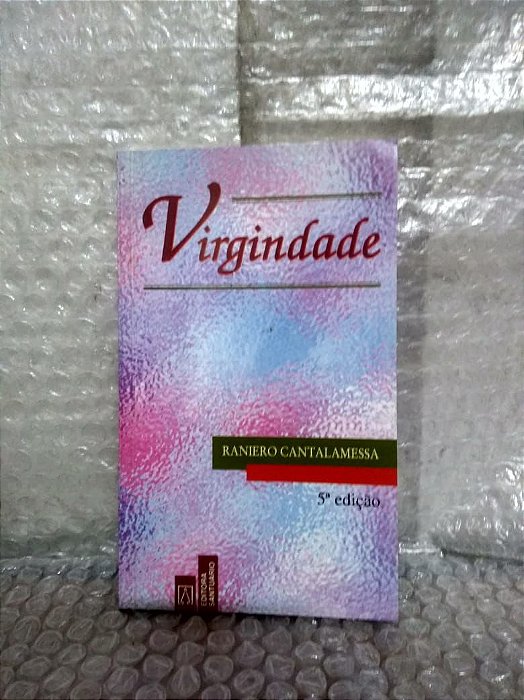 Virgindade
RANIERO CANTALAMESSA
5ª edição
EDITORA
SANTUÁRIO